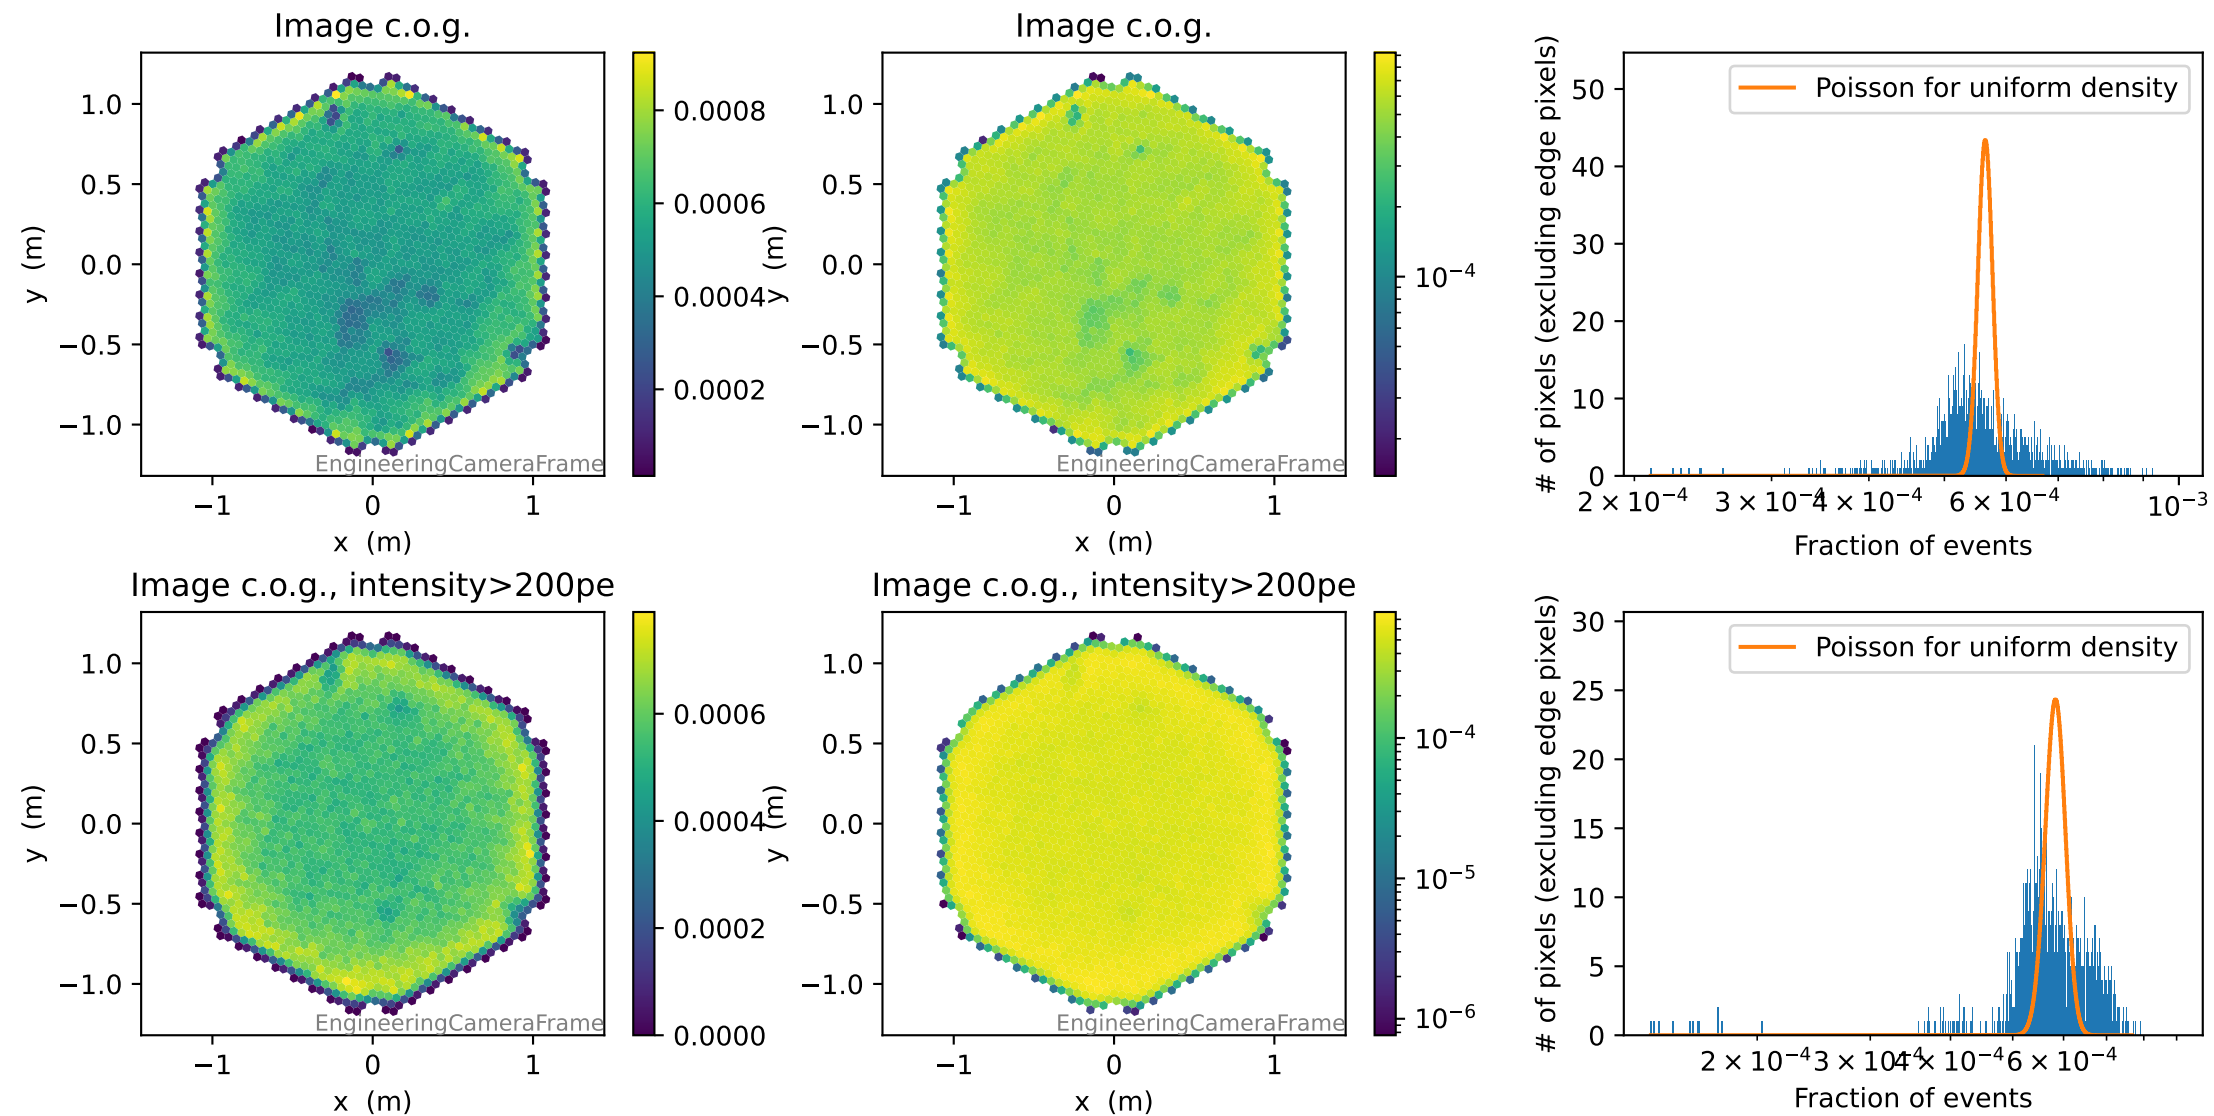 Image c.o.g.
1.0
0.5
0.0
−0.5
−1.0
y (m)
−1
0
1
x (m)
EngineeringCameraFrame
0.0008
0.0006
0.0004
0.0002
Image c.o.g.
1.0
0.5
0.0
−0.5
−1.0
y (m)
−1
0
1
x (m)
EngineeringCameraFrame
10⁻⁴
# of pixels (excluding edge pixels)
50
40
30
20
10
0
Poisson for uniform density
2 × 10⁻⁴
3 × 10⁻⁴
4 × 10⁻⁴
6 × 10⁻⁴
10⁻³
Fraction of events
Image c.o.g., intensity>200pe
1.0
0.5
0.0
−0.5
−1.0
y (m)
−1
0
1
x (m)
EngineeringCameraFrame
0.0006
0.0004
0.0002
0.0000
Image c.o.g., intensity>200pe
1.0
0.5
0.0
−0.5
−1.0
y (m)
−1
0
1
x (m)
EngineeringCameraFrame
10⁻⁴
10⁻⁵
10⁻⁶
# of pixels (excluding edge pixels)
30
25
20
15
10
5
0
Poisson for uniform density
2 × 10⁻⁴
3 × 10⁻⁴
4 × 10⁻⁴
6 × 10⁻⁴
Fraction of events